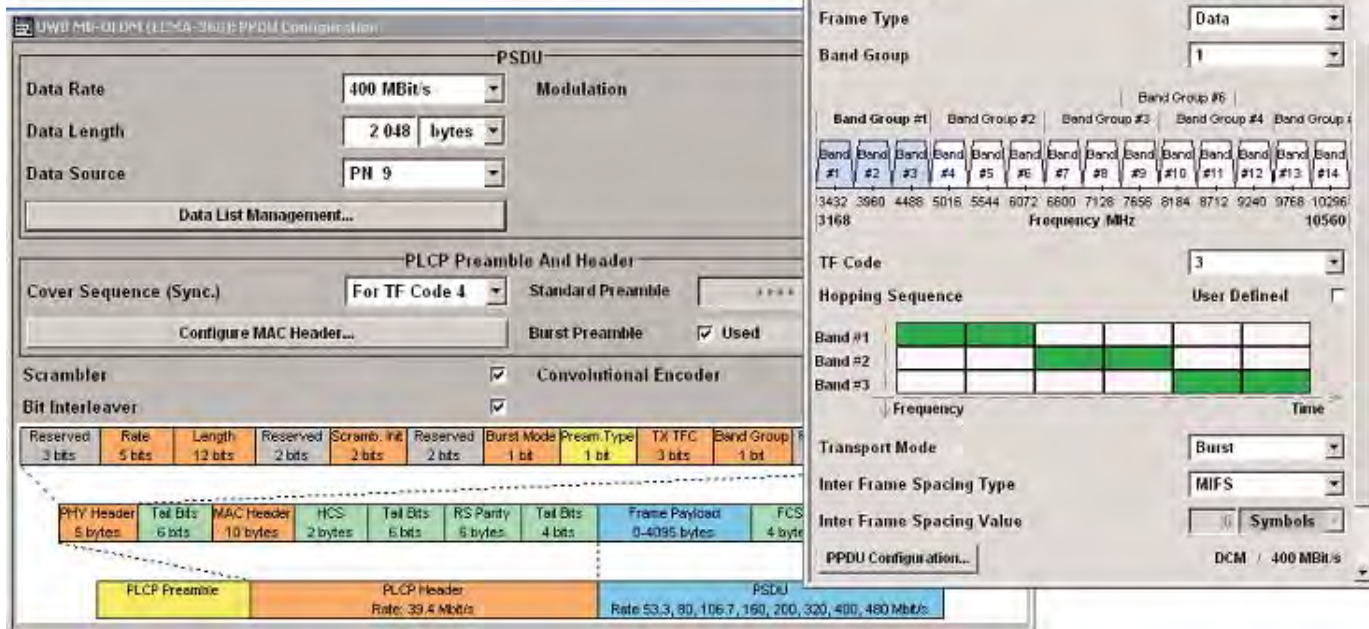 UWB MB-OFDM (ECMA-368): PPDU Configuration
PSDU
Data Rate 400 MBit/s Modulation
Data Length 2 048 bytes
Data Source PN 9
Data List Management...
PLCP Preamble And Header
Cover Sequence (Sync.) For TF Code 4 Standard Preamble
Configure MAC Header... Burst Preamble Used
Scrambler Convolutional Encoder
Bit Interleaver
Reserved Rate Length Reserved Scramb. Init Reserved Burst Mode Pream.Type TX TFC Band Group
3 bits 5 bits 12 bits 2 bits 2 bits 2 bits 1 bit 1 bit 3 bits 1 bit
PHY Header Tail Bits MAC Header HCS Tail Bits RS Parity Tail Bits Frame Payload FCS
5 bytes 6 bits 10 bytes 2 bytes 6 bits 6 bytes 4 bits 0-4095 bytes 4 byte
PLCP Preamble PLCP Header PSDU
Rate: 39.4 Mbit/s Rate 53.3, 80, 106.7, 160, 200, 320, 400, 480 Mbit/s
Frame Type Data
Band Group 1
Band Group #6
Band Group #1 Band Group #2 Band Group #3 Band Group #4 Band Group
Band Band Band Band Band Band Band Band Band Band Band Band Band Band
#1 #2 #3 #4 #5 #6 #7 #8 #9 #10 #11 #12 #13 #14
3432 3960 4488 5016 5544 6072 6600 7128 7656 8184 8712 9240 9768 10296
3168 Frequency MHz 10560
TF Code 3
Hopping Sequence User Defined
Band #1
Band #2
Band #3
Frequency Time
Transport Mode Burst
Inter Frame Spacing Type MIFS
Inter Frame Spacing Value 6 Symbols
PPDU Configuration... DCM / 400 MBit/s